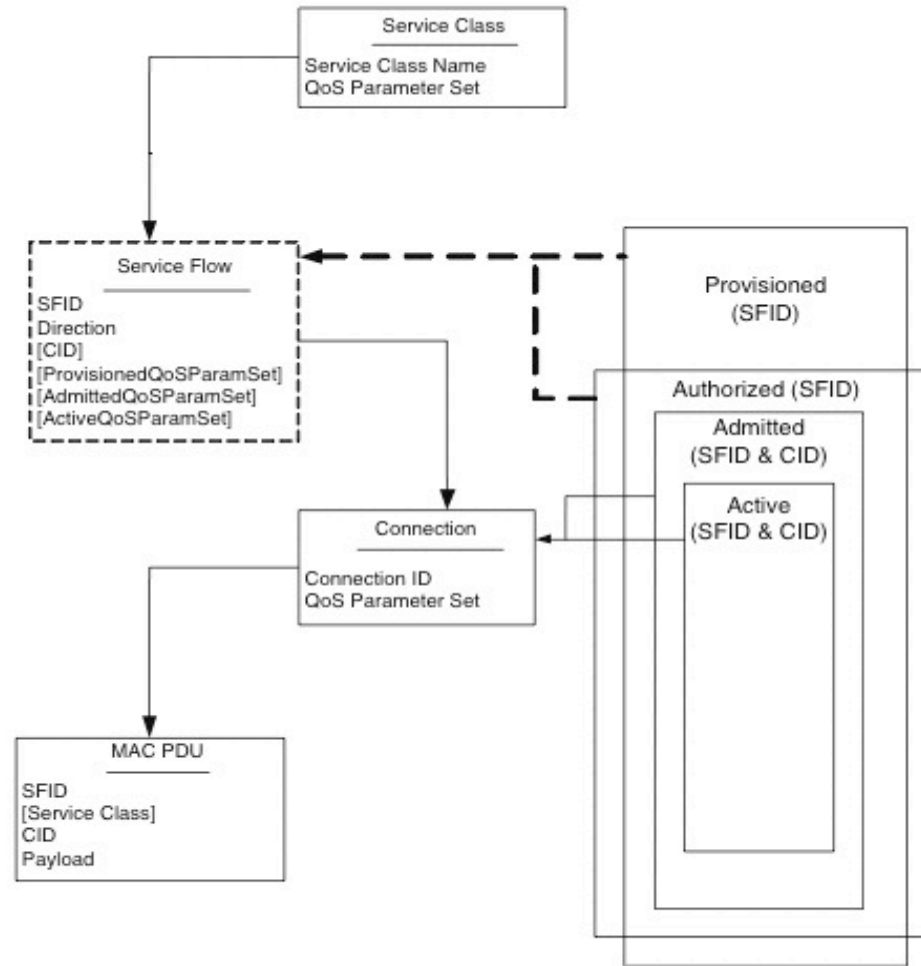 Service Class
Service Class Name
QoS Parameter Set
Service Flow
SFID
Direction
[CID]
[ProvisionedQoSParamSet]
[AdmittedQoSParamSet]
[ActiveQoSParamSet]
Provisioned
(SFID)
Authorized (SFID)
Admitted
(SFID & CID)
Active
(SFID & CID)
Connection
Connection ID
QoS Parameter Set
MAC PDU
SFID
[Service Class]
CID
Payload